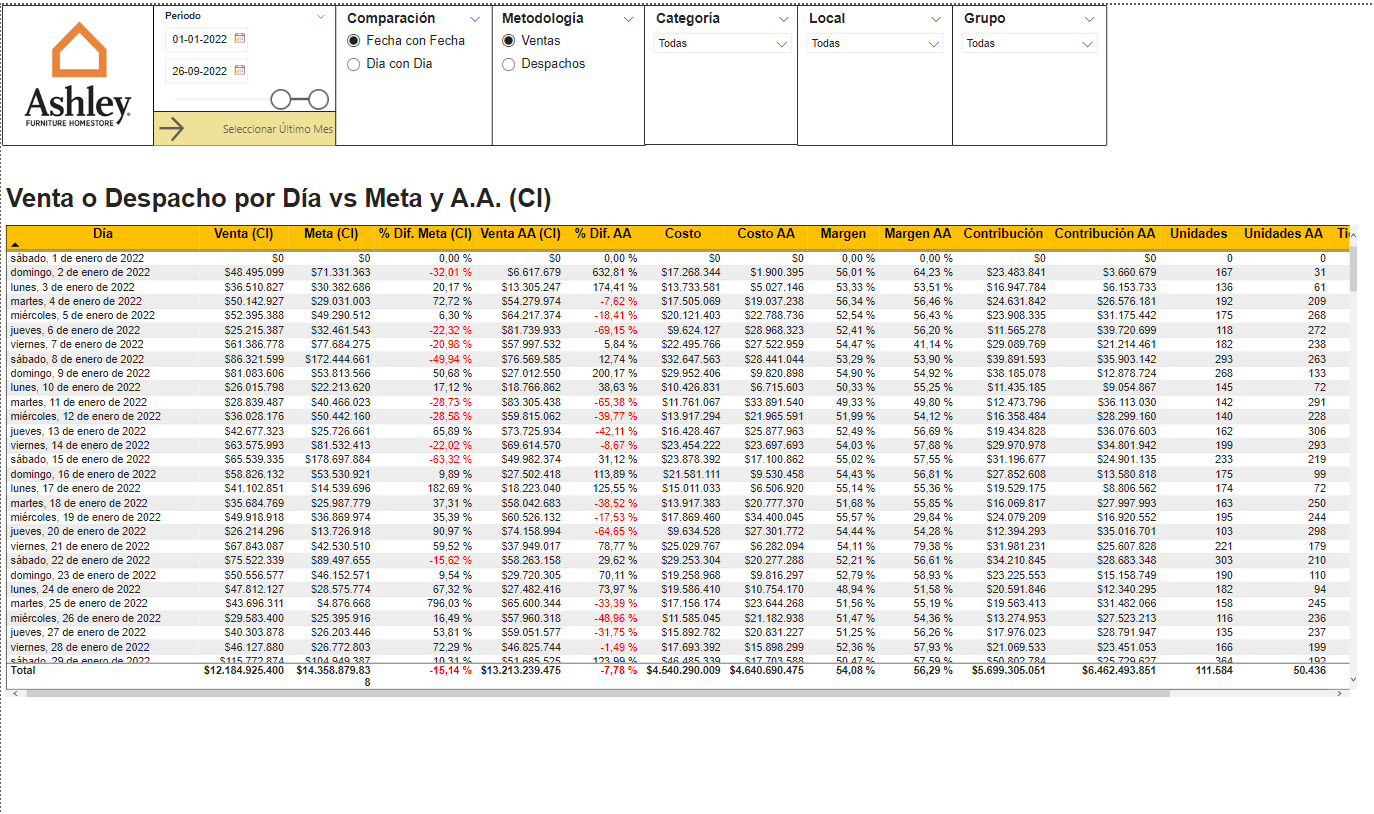 Periodo
01-01-2022
26-09-2022
Seleccionar Último Mes
Ashley
FURNITURE HOMESTORE
Comparación
Fecha con Fecha
Dia con Dia
Metodología
Ventas
Despachos
Categoría
Todas
Local
Todas
Grupo
Todas
Venta o Despacho por Día vs Meta y A.A. (CI)
Día Venta (CI) Meta (CI) % Dif. Meta (CI) Venta AA (CI) % Dif. AA Costo Costo AA Margen Margen AA Contribución Contribución AA Unidades Unidades AA
sábado, 1 de enero de 2022 $0 $0 0,00 % $0 0,00 % $0 $0 0,00 % 0,00 % $0 $0 0 0
domingo, 2 de enero de 2022 $48.495.099 $71.331.363 -32,01 % $6.617.679 632,81 % $17.268.344 $1.900.395 56,01 % 64,23 % $23.483.841 $3.660.679 167 31
lunes, 3 de enero de 2022 $36.510.827 $30.382.686 20,17 % $13.305.247 174,41 % $13.733.581 $5.027.146 53,33 % 53,51 % $16.947.784 $6.153.733 136 61
martes, 4 de enero de 2022 $50.142.927 $29.031.003 72,72 % $54.279.974 -7,62 % $17.505.069 $19.037.238 56,34 % 56,46 % $24.631.842 $26.576.181 192 209
miércoles, 5 de enero de 2022 $52.395.388 $49.290.512 6,30 % $64.217.374 -18,41 % $20.121.403 $22.788.736 52,54 % 56,43 % $23.908.335 $31.175.442 175 268
jueves, 6 de enero de 2022 $25.215.387 $32.461.543 -22,32 % $81.739.933 -69,15 % $9.624.127 $28.968.323 52,41 % 56,20 % $11.565.278 $39.720.699 118 272
viernes, 7 de enero de 2022 $61.386.778 $77.684.275 -20,98 % $57.997.532 5,84 % $22.495.766 $27.522.959 54,47 % 41,14 % $29.089.769 $21.214.461 182 238
sábado, 8 de enero de 2022 $86.321.599 $172.444.661 -49,94 % $76.569.585 12,74 % $32.647.563 $28.441.044 53,29 % 53,90 % $39.891.593 $35.903.142 293 263
domingo, 9 de enero de 2022 $81.083.606 $53.813.566 50,68 % $27.012.550 200,17 % $29.952.406 $9.820.898 54,90 % 54,92 % $38.185.078 $12.878.724 268 133
lunes, 10 de enero de 2022 $26.015.798 $22.213.620 17,12 % $18.766.862 38,63 % $10.426.831 $6.715.603 50,33 % 55,25 % $11.435.185 $9.054.867 145 72
martes, 11 de enero de 2022 $28.839.487 $40.466.023 -28,73 % $83.305.438 -65,38 % $11.761.067 $33.891.540 49,33 % 49,80 % $12.473.796 $36.113.030 142 291
miércoles, 12 de enero de 2022 $36.028.176 $50.442.160 -28,58 % $59.815.062 -39,77 % $13.917.294 $21.965.591 51,99 % 54,12 % $16.358.484 $28.299.160 140 228
jueves, 13 de enero de 2022 $42.677.323 $25.726.661 65,89 % $73.725.934 -42,11 % $16.428.467 $25.877.963 52,49 % 56,69 % $19.434.828 $36.076.603 162 306
viernes, 14 de enero de 2022 $63.575.993 $81.532.413 -22,02 % $69.614.570 -8,67 % $23.454.222 $23.697.693 54,03 % 57,88 % $29.970.978 $34.801.942 199 293
sábado, 15 de enero de 2022 $65.539.335 $178.697.884 -63,32 % $49.982.374 31,12 % $23.878.392 $17.100.862 55,02 % 57,55 % $31.196.677 $24.901.135 233 219
domingo, 16 de enero de 2022 $58.826.132 $53.530.921 9,89 % $27.502.418 113,89 % $21.581.111 $9.530.458 54,43 % 56,81 % $27.852.608 $13.580.818 175 99
lunes, 17 de enero de 2022 $41.102.851 $14.539.696 182,69 % $18.223.040 125,55 % $15.011.033 $6.506.920 55,14 % 55,36 % $19.529.175 $8.806.562 174 72
martes, 18 de enero de 2022 $35.684.769 $25.987.779 37,31 % $58.042.683 -38,52 % $13.917.383 $20.777.370 51,68 % 55,85 % $16.069.817 $27.997.993 163 250
miércoles, 19 de enero de 2022 $49.918.918 $36.869.974 35,39 % $60.526.132 -17,53 % $17.869.460 $34.400.045 55,57 % 29,84 % $24.079.209 $16.920.552 195 244
jueves, 20 de enero de 2022 $26.214.296 $13.726.918 90,97 % $74.158.994 -64,65 % $9.634.528 $27.301.772 54,44 % 54,28 % $12.394.293 $35.016.701 103 298
viernes, 21 de enero de 2022 $67.843.087 $42.530.510 59,52 % $37.949.017 78,77 % $25.029.767 $6.282.094 54,11 % 79,38 % $31.981.231 $25.607.828 221 179
sábado, 22 de enero de 2022 $75.522.339 $89.497.655 -15,62 % $58.263.158 29,62 % $29.253.304 $20.277.288 52,21 % 56,61 % $34.210.845 $28.683.348 303 210
domingo, 23 de enero de 2022 $50.556.577 $46.152.571 9,54 % $29.720.305 70,11 % $19.258.968 $9.816.297 52,79 % 58,93 % $23.225.553 $15.158.749 190 110
lunes, 24 de enero de 2022 $47.812.127 $28.575.774 67,32 % $27.482.416 73,97 % $19.586.410 $10.754.170 48,94 % 51,58 % $20.591.846 $12.340.295 182 94
martes, 25 de enero de 2022 $43.696.311 $4.876.668 796,03 % $65.600.344 -33,39 % $17.156.174 $23.644.268 51,56 % 55,19 % $19.563.413 $31.482.066 158 245
miércoles, 26 de enero de 2022 $29.583.400 $25.395.916 16,49 % $57.960.318 -48,96 % $11.585.045 $21.182.938 51,47 % 54,36 % $13.274.953 $27.523.213 116 236
jueves, 27 de enero de 2022 $40.303.878 $26.203.446 53,81 % $59.051.577 -31,75 % $15.892.782 $20.831.227 51,25 % 56,26 % $17.976.023 $28.791.947 135 237
viernes, 28 de enero de 2022 $46.127.880 $26.772.803 72,29 % $46.825.744 -1,49 % $17.693.392 $15.898.299 52,36 % 57,93 % $21.069.533 $23.451.053 166 199
sábado, 29 de enero de 2022 $115.772.874 $104.949.387 10,31 % $51.685.525 123,99 % $46.485.339 $17.703.588 50,47 % 57,59 % $50.802.784 $25.729.627 364 192
Total $12.184.925.400 $14.358.879.83 -15,14 % $13.213.239.475 -7,78 % $4.540.290.009 $4.640.690.475 54,08 % 56,29 % $5.699.305.051 $6.462.493.851 111.584 50.436
8